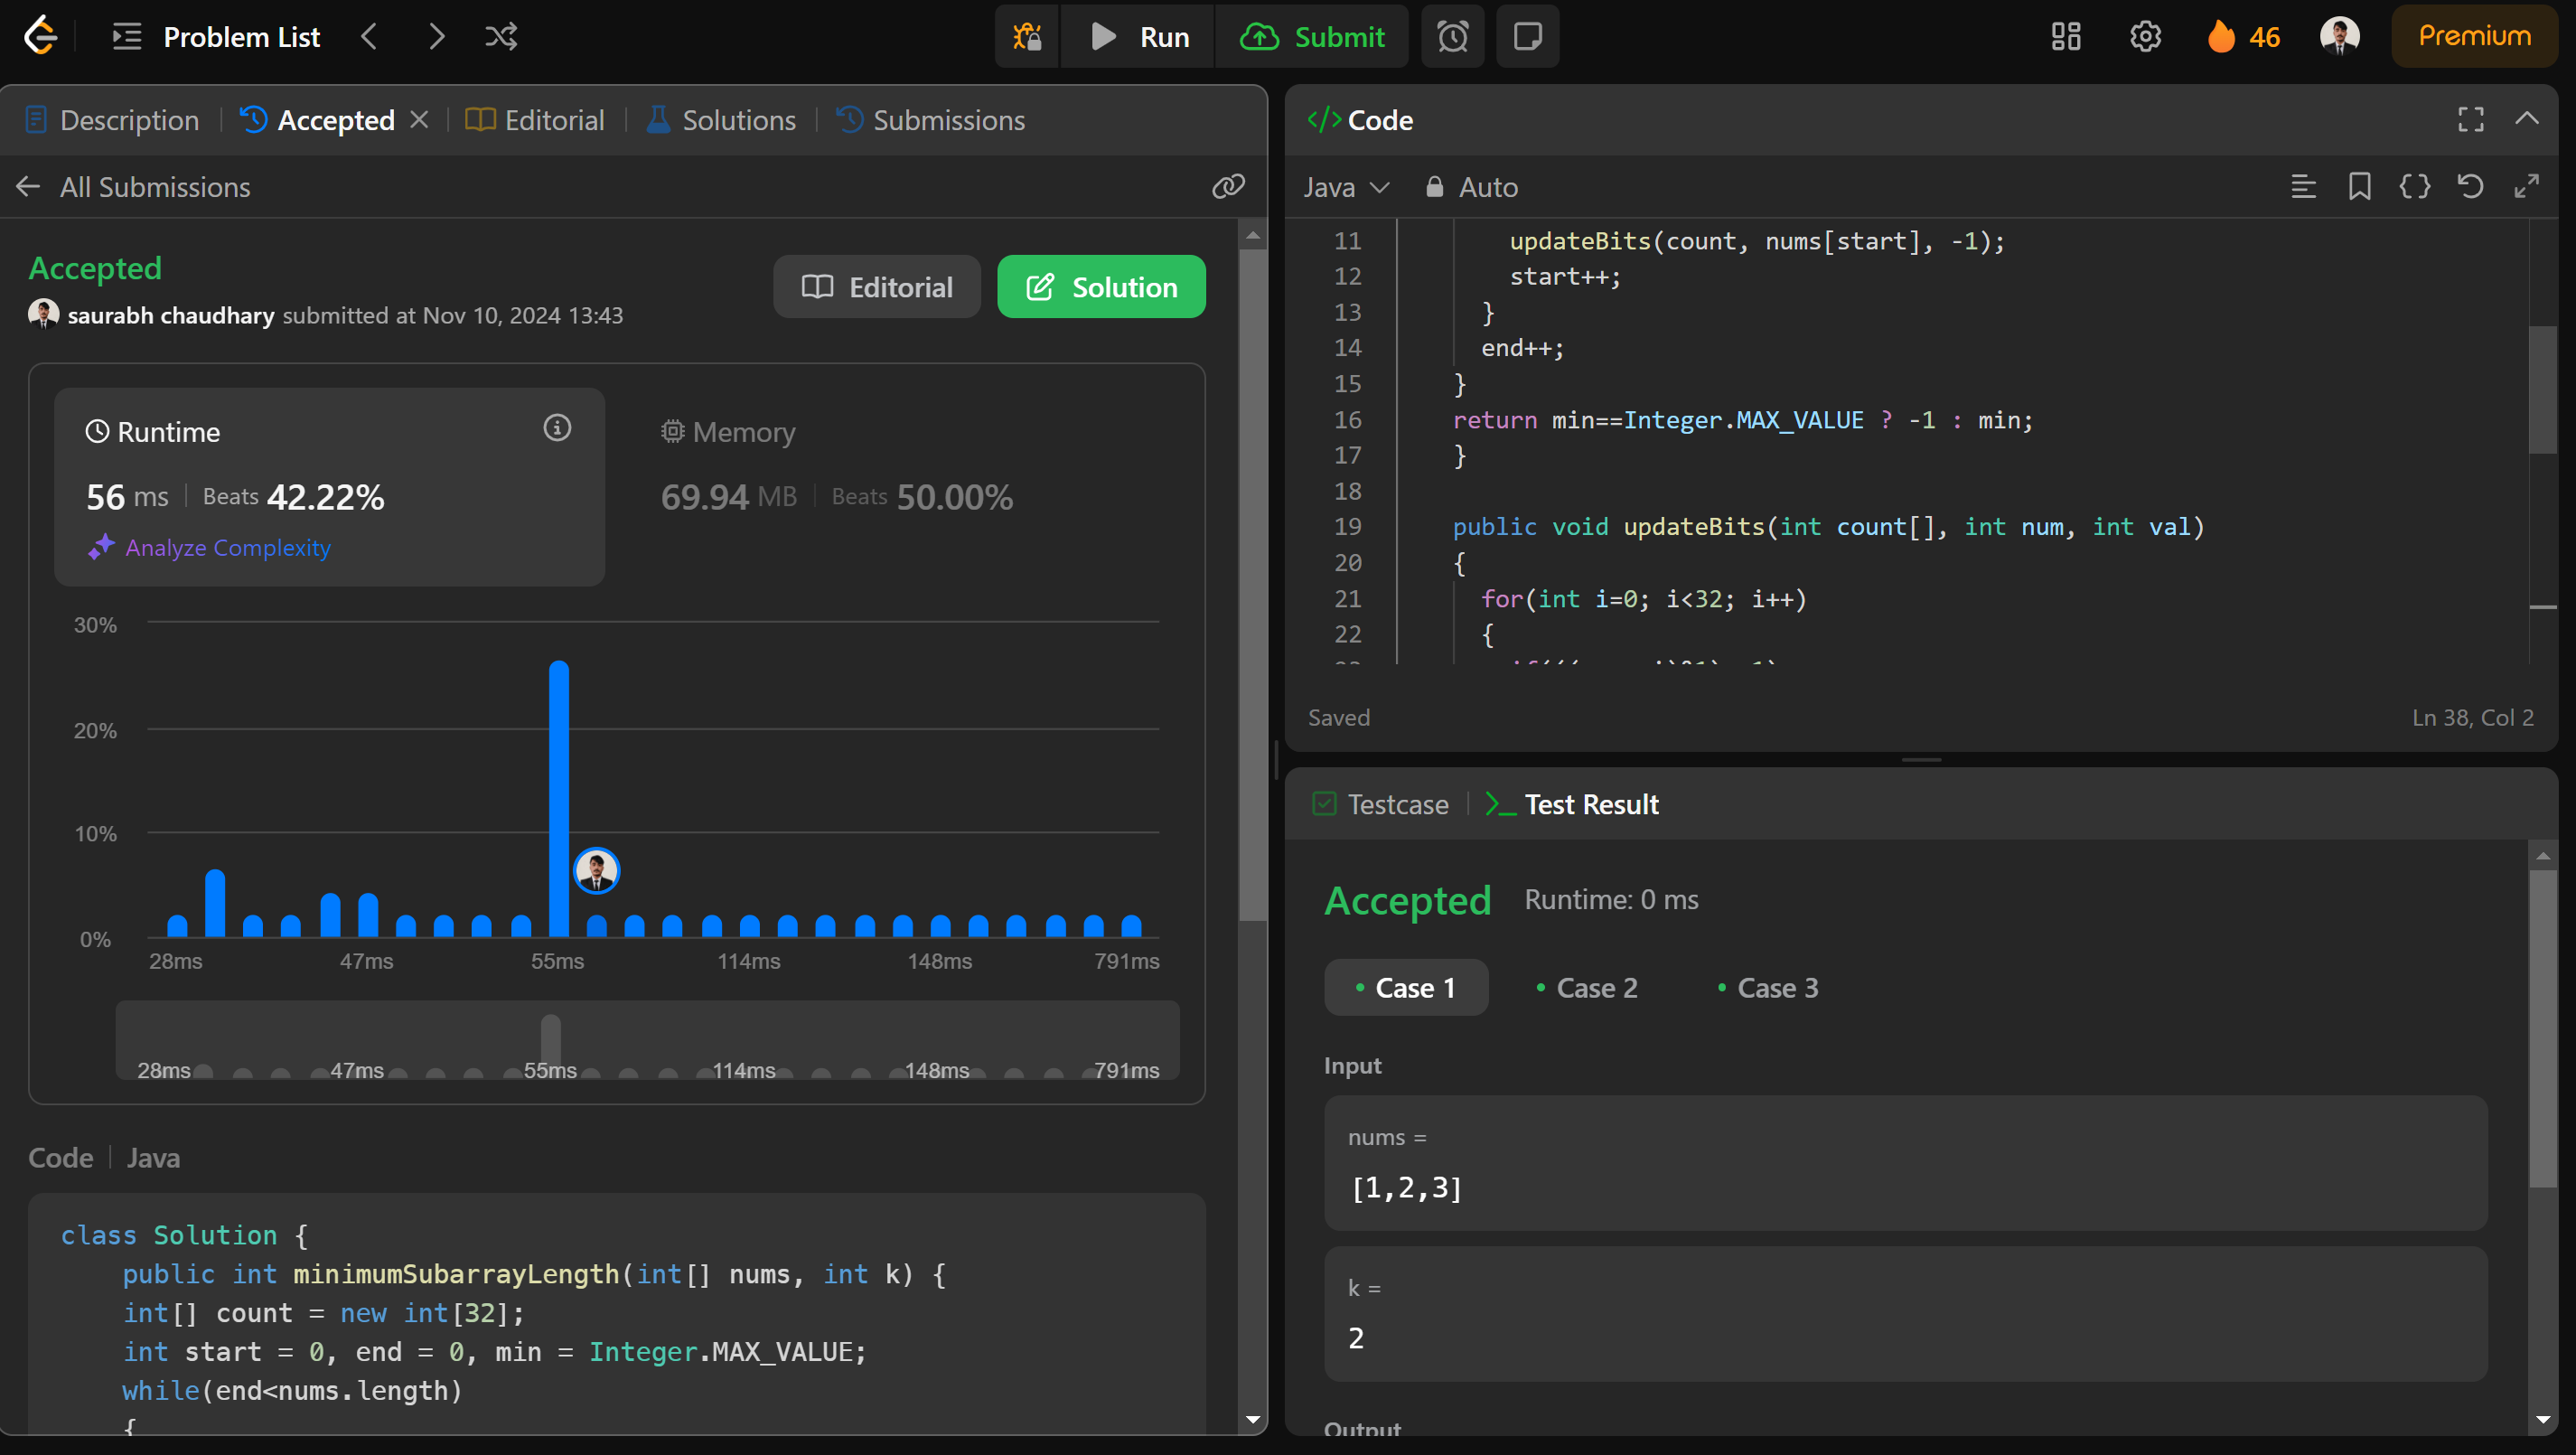 Problem List
Run
Submit
46
Premium
Description
Accepted
Editorial
Solutions
Submissions
All Submissions
Accepted
saurabh chaudhary submitted at Nov 10, 2024 13:43
Editorial
Solution
Runtime
56 ms
Beats 42.22%
Analyze Complexity
Memory
69.94 MB
Beats 50.00%
30%
20%
10%
0%
28ms
47ms
55ms
114ms
148ms
791ms
28ms
47ms
55ms
114ms
148ms
791ms
Code
Java
class Solution {
public int minimumSubarrayLength(int[] nums, int k) {
int[] count = new int[32];
int start = 0, end = 0, min = Integer.MAX_VALUE;
while(end<nums.length)
{
</> Code
Java
Auto
11 updateBits(count, nums[start], -1);
12 start++;
13 }
14 end++;
15 }
16 return min==Integer.MAX_VALUE ? -1 : min;
17 }
18
19 public void updateBits(int count[], int num, int val)
20 {
21 for(int i=0; i<32; i++)
22 {
Saved
Ln 38, Col 2
Testcase
Test Result
Accepted
Runtime: 0 ms
Case 1
Case 2
Case 3
Input
nums =
[1,2,3]
k =
2
Output